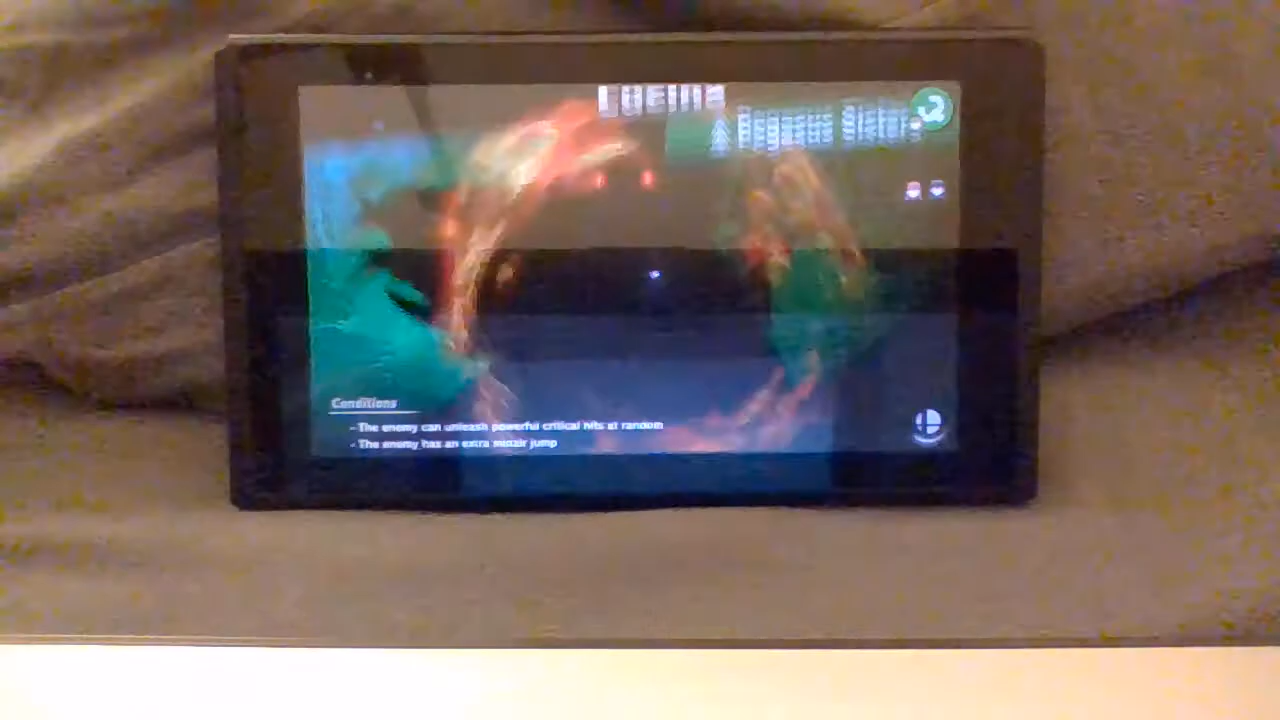 Lucina
Pegasus Sisters
Conditions
- The enemy can unleash powerful critical hits at random
- The enemy has an extra midair jump